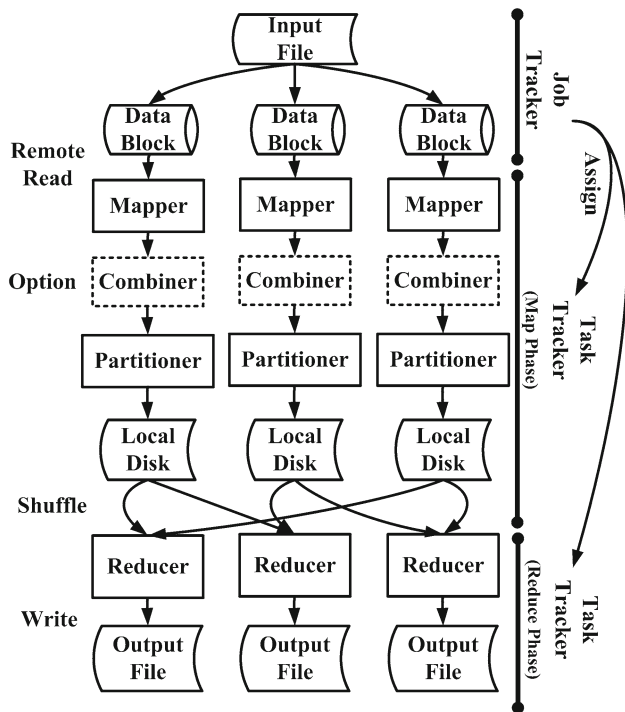 Input
File
Data
Block
Data
Block
Data
Block
Remote
Read
Mapper
Mapper
Mapper
Option
Combiner
Combiner
Combiner
Partitioner
Partitioner
Partitioner
Local
Disk
Local
Disk
Local
Disk
Shuffle
Reducer
Reducer
Reducer
Write
Output
File
Output
File
Output
File
Job
Tracker
Assign
Task
Tracker
(Map Phase)
Task
Tracker
(Reduce Phase)